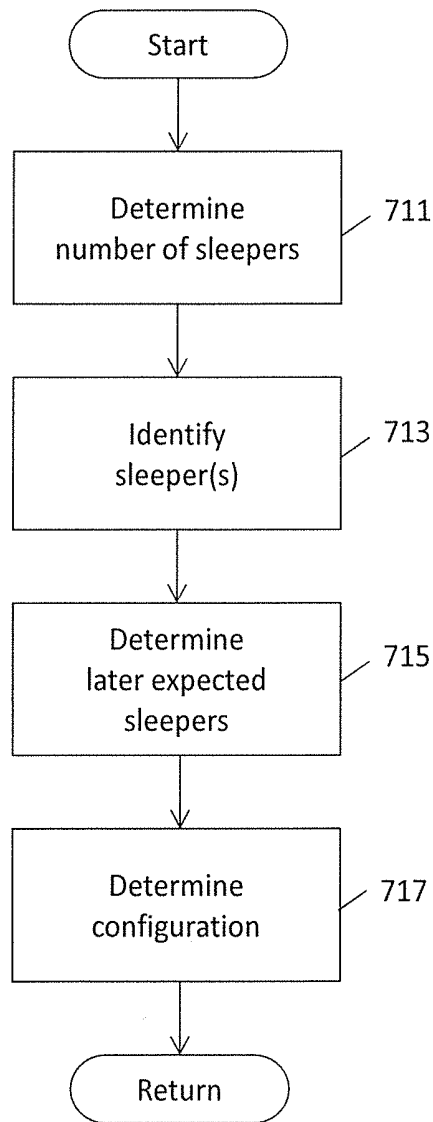 Start
Determine
number of sleepers
711
Identify
sleeper(s)
713
Determine
later expected
sleepers
715
Determine
configuration
717
Return